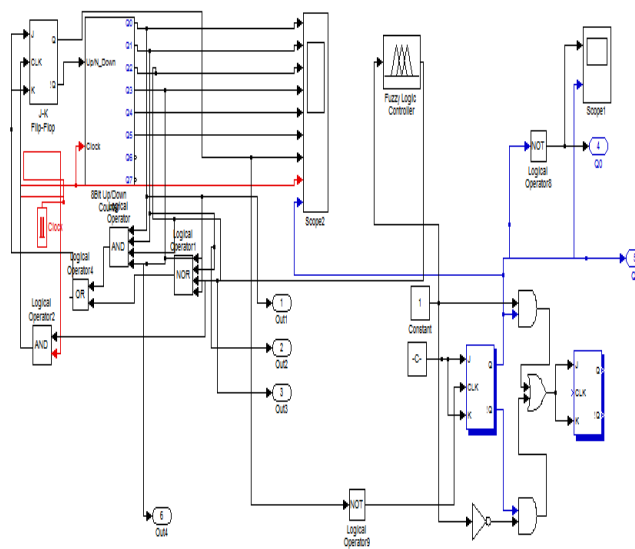 J
Q
CLK
K
!Q
J-K
Flip-Flop
Up/N_Down
Clock
Q0
Q1
Q2
Q3
Q4
Q5
Q6
Q7
8Bit Up/Down
Scope2
Fuzzy Logic
Controller
Scope1
NOT
Logical
Operator8
4
Q0
Clock
Logical
Operator
AND
Logical
Operator1
NOR
Logical
Operator4
OR
Logical
Operator2
AND
1
Out1
2
Out2
3
Out3
6
Out4
1
Constant
-C-
J
Q
CLK
K
!Q
J
Q
CLK
K
!Q
NOT
Logical
Operator9